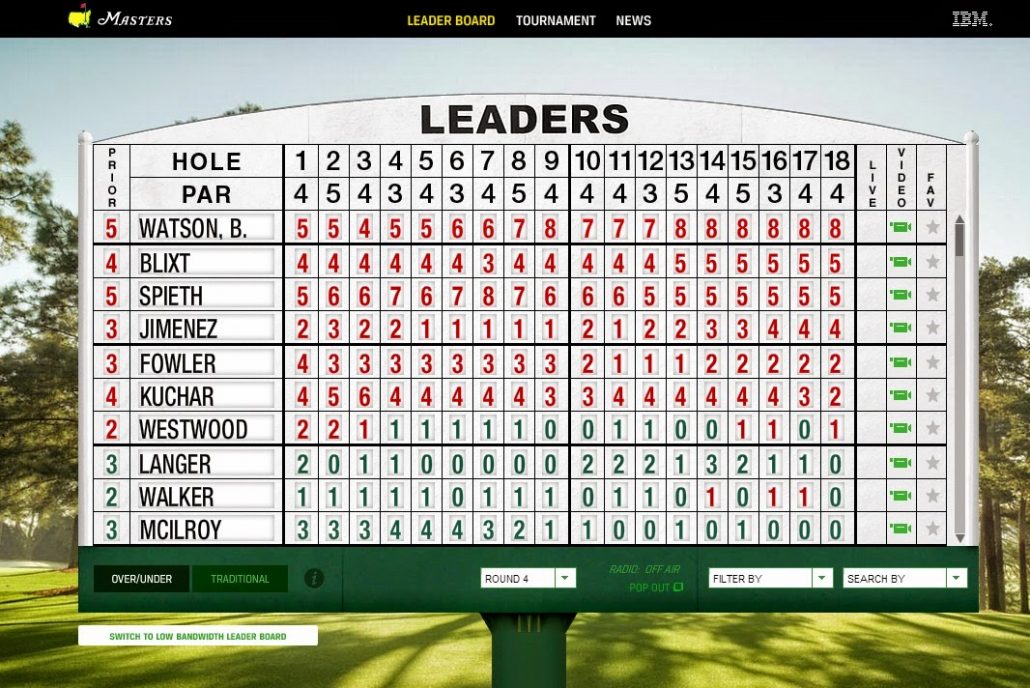 MASTERS LEADER BOARD TOURNAMENT NEWS IBM.
LEADERS
PRIOR HOLE 1 2 3 4 5 6 7 8 9 10 11 12 13 14 15 16 17 18 LIVE VIDEO FAV
PAR 4 5 4 3 4 3 4 5 4 4 4 3 5 4 5 3 4 4
5 WATSON, B. 5 5 4 5 5 6 6 7 8 7 7 7 8 8 8 8 8 8
4 BLIXT 4 4 4 4 4 4 3 4 4 4 4 4 5 5 5 5 5 5
5 SPIETH 5 6 6 7 6 7 8 7 6 6 6 5 5 5 5 5 5 5
3 JIMENEZ 2 3 2 2 1 1 1 1 1 2 1 2 2 3 3 4 4 4
3 FOWLER 4 3 3 3 3 3 3 3 3 2 1 1 1 2 2 2 2 2
4 KUCHAR 4 5 6 4 4 4 4 4 3 3 4 4 4 4 4 4 3 2
2 WESTWOOD 2 2 1 1 1 1 1 1 0 0 1 1 0 0 1 1 0 1
3 LANGER 2 0 1 1 0 0 0 0 0 2 2 2 1 3 2 1 1 0
2 WALKER 1 1 1 1 1 0 1 1 1 0 1 1 0 1 0 1 1 0
3 MCILROY 3 3 3 4 4 4 3 2 1 1 0 0 1 0 1 0 0 0
OVER/UNDER TRADITIONAL i ROUND 4 RADIO: OFF AIR FILTER BY SEARCH BY
POP OUT
SWITCH TO LOW BANDWIDTH LEADER BOARD